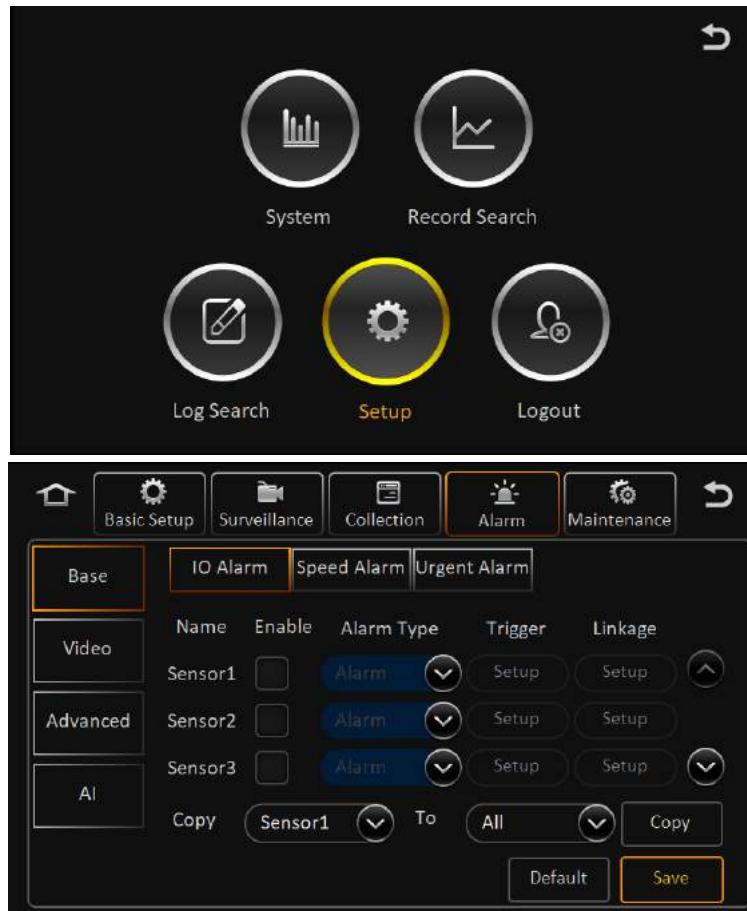 System Record Search
Log Search Setup Logout
Basic Setup Surveillance Collection Alarm Maintenance
Base IO Alarm Speed Alarm Urgent Alarm
Name Enable Alarm Type Trigger Linkage
Video
Sensor1 Alarm Setup Setup
Advanced Sensor2 Alarm Setup Setup
Sensor3 Alarm Setup Setup
AI
Copy Sensor1 To All Copy
Default Save